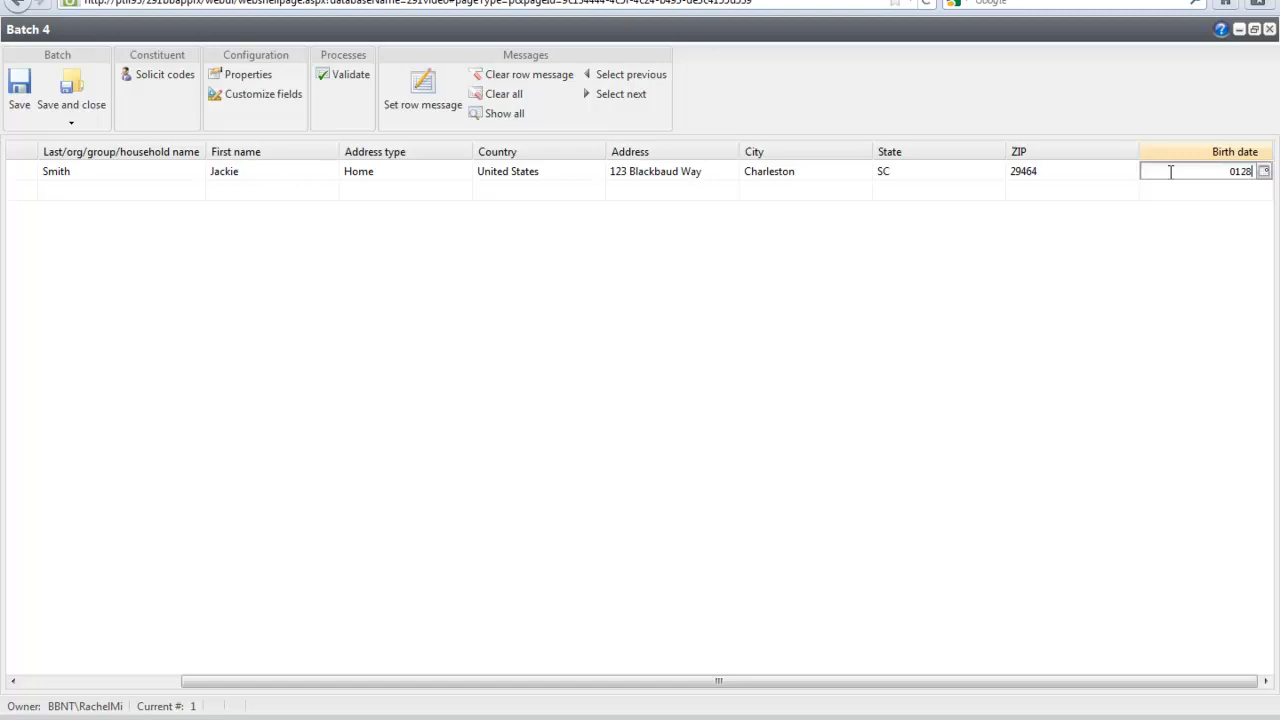 Google
Batch 4
Batch Constituent Configuration Processes Messages
Save Save and close Solicit codes Properties Customize fields Validate Set row message Clear row message Clear all Show all Select previous Select next
Last/org/group/household name First name Address type Country Address City State ZIP Birth date
Smith Jackie Home United States 123 Blackbaud Way Charleston SC 29464 0128
Owner: BBNT\RachelMi Current #: 1